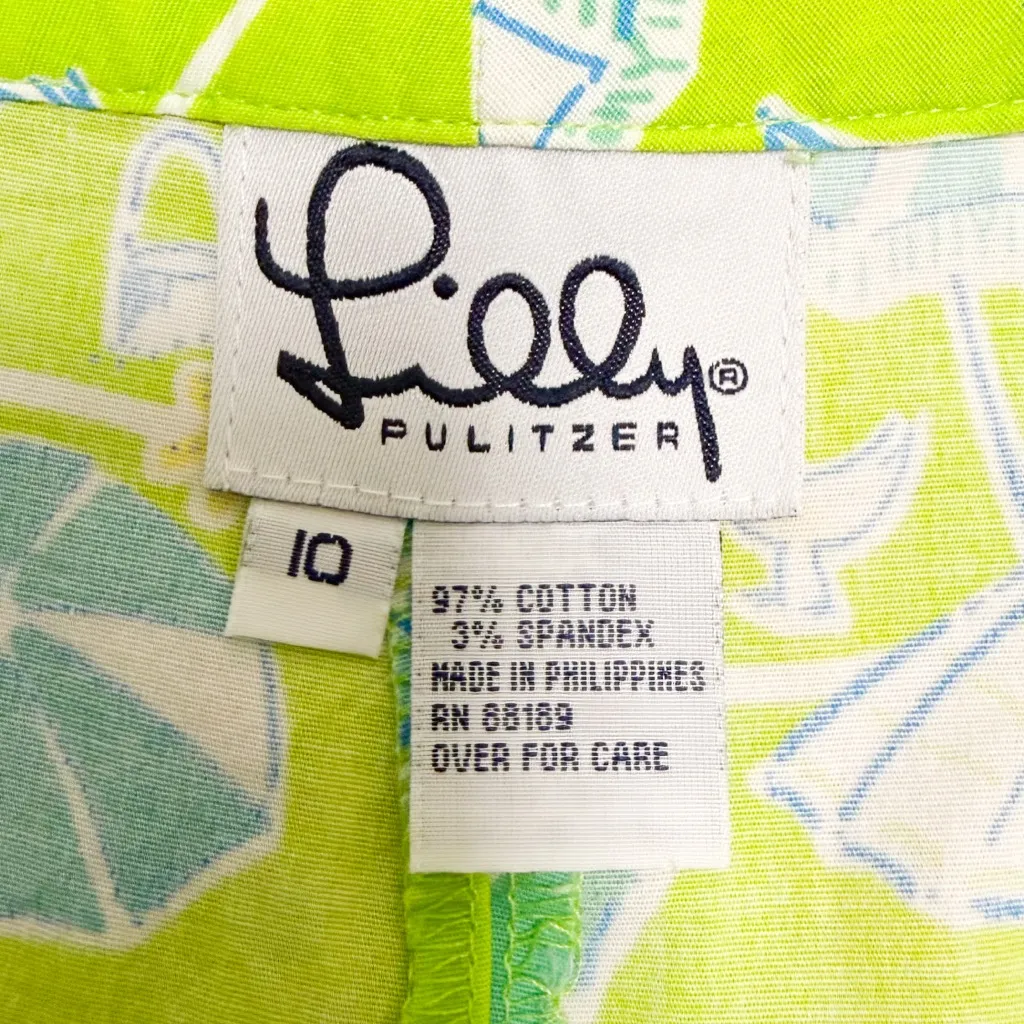 Lilly®
PULITZER
10
97% COTTON
3% SPANDEX
MADE IN PHILIPPINES
RN 88189
OVER FOR CARE